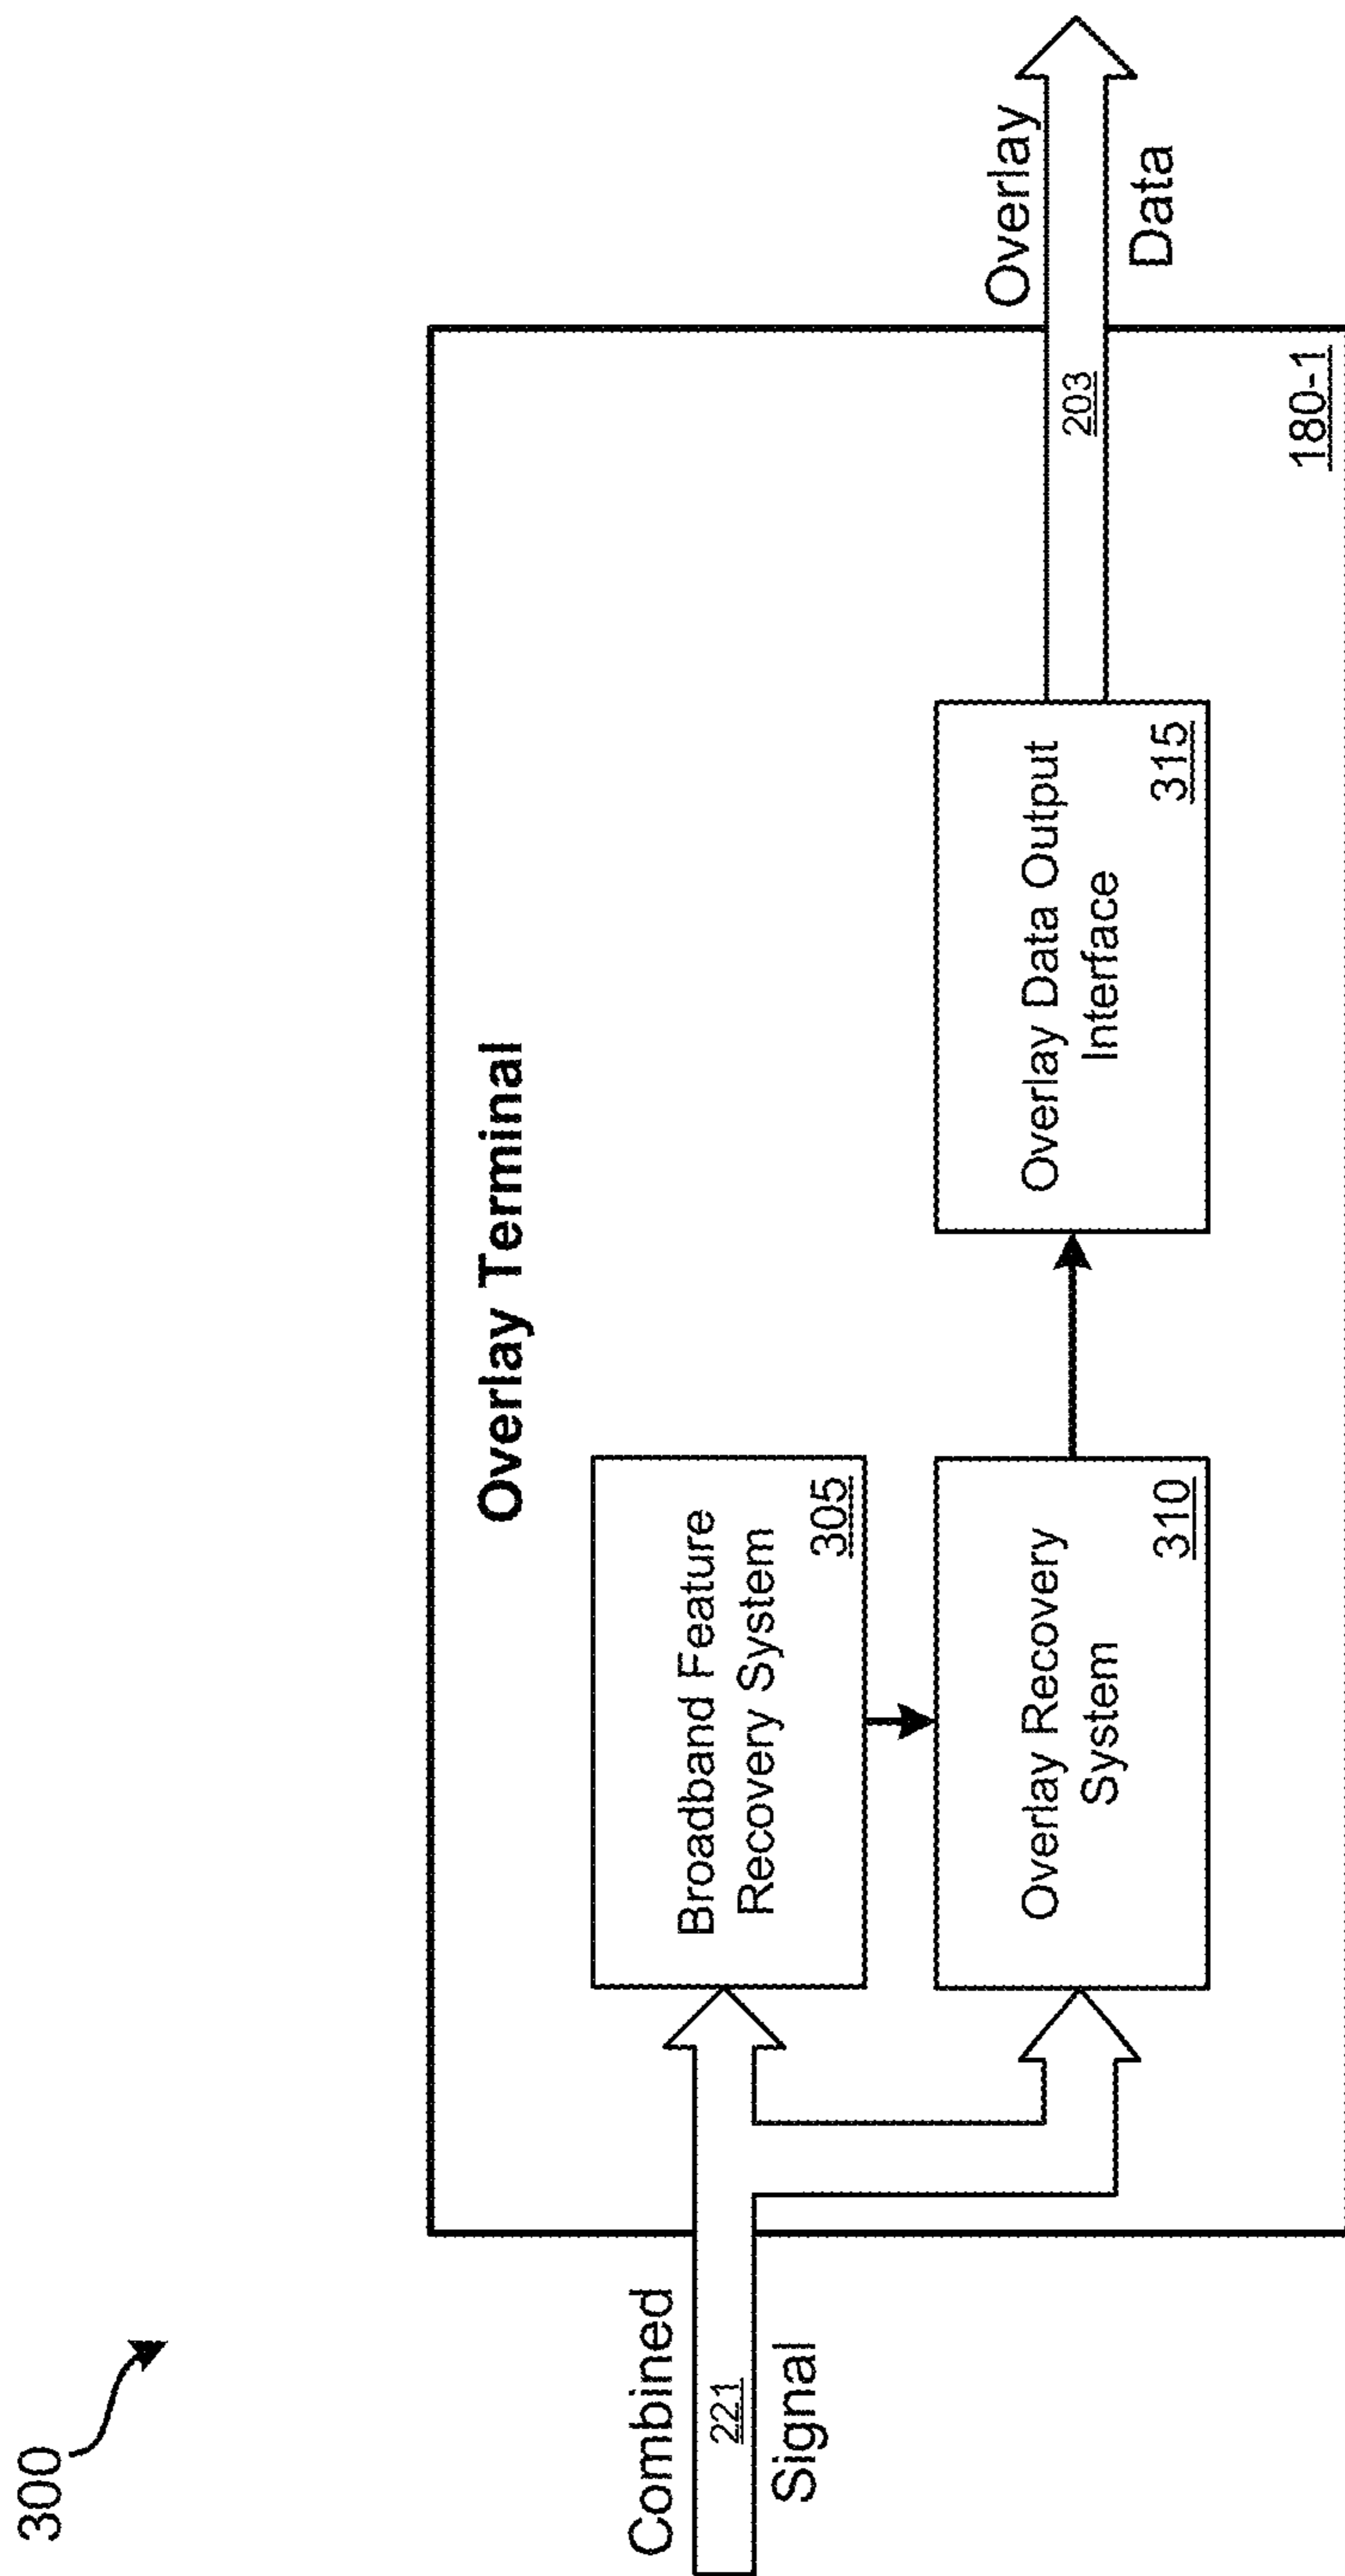 300
Overlay Terminal
Combined
221
Signal
Broadband Feature
Recovery System
305
Overlay Recovery
System
310
Overlay Data Output
Interface
315
Overlay
203
Data
180-1